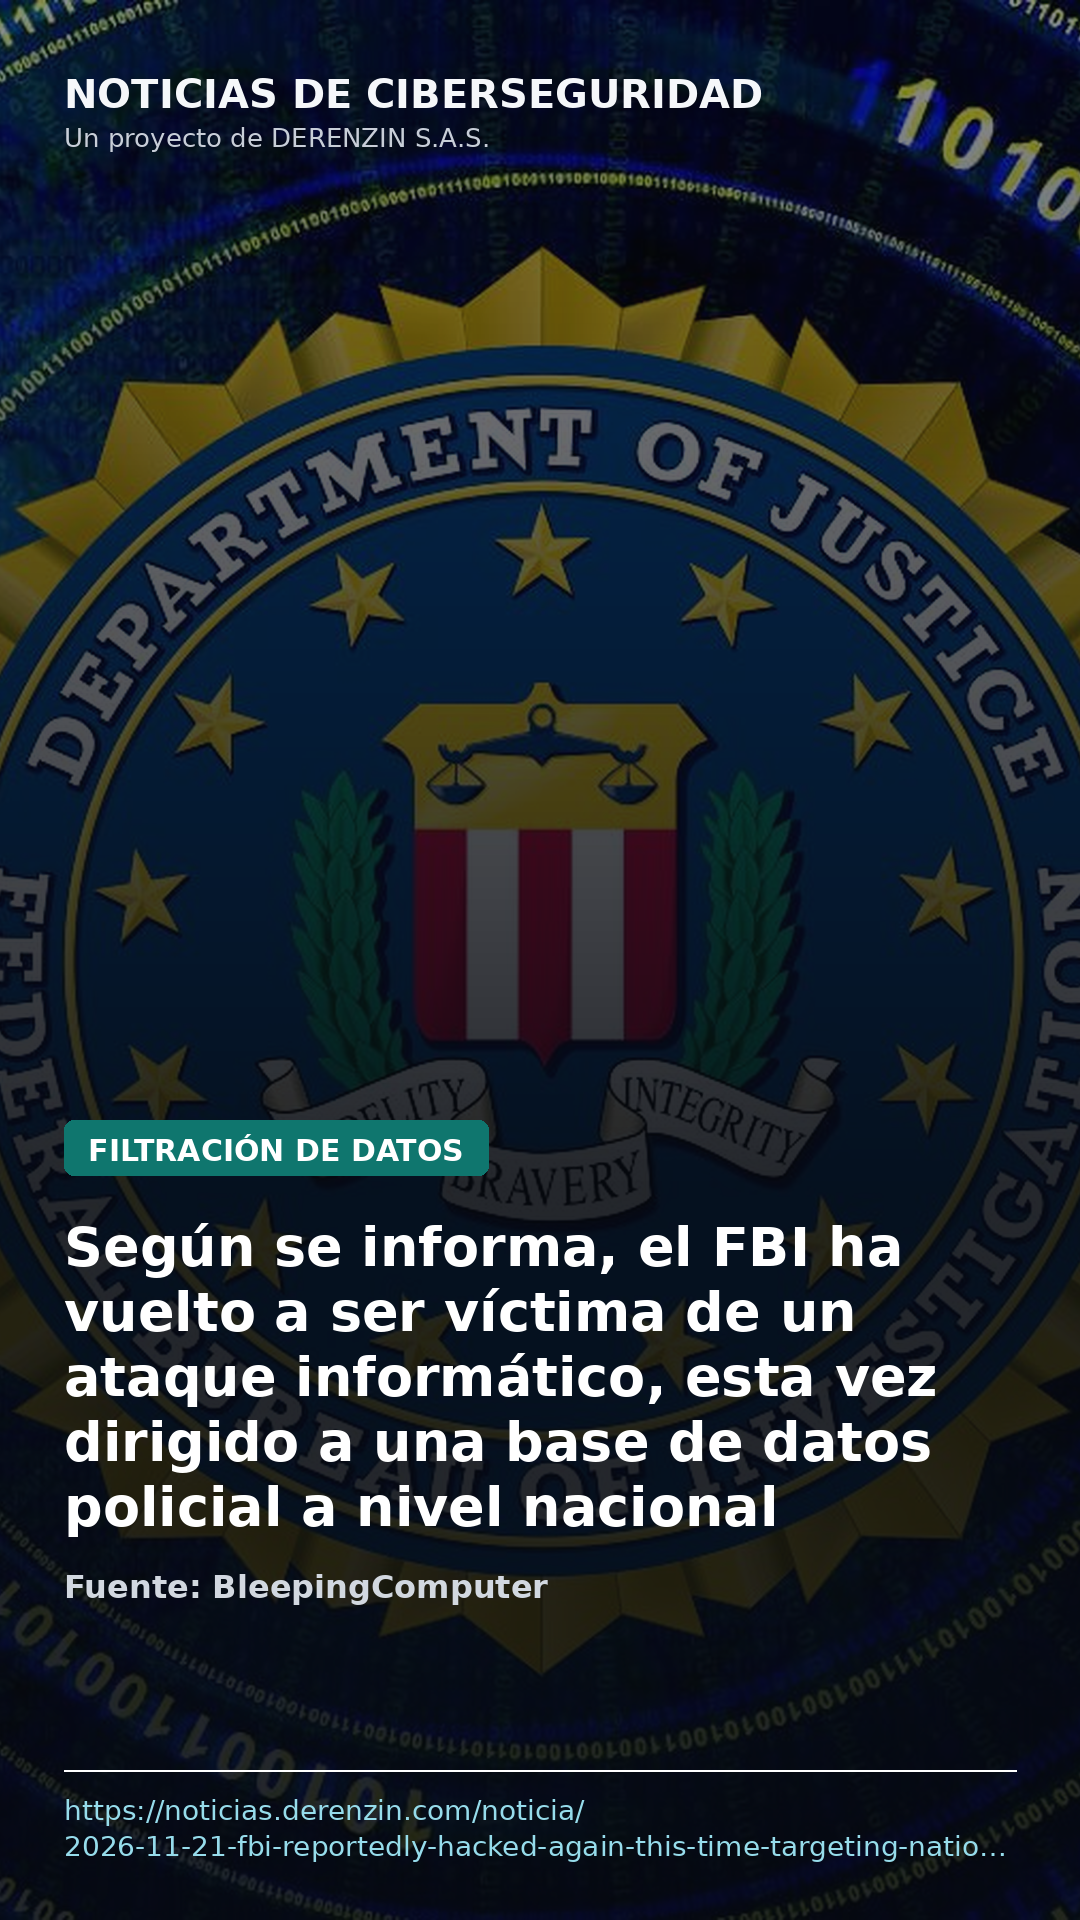 NOTICIAS DE CIBERSEGURIDAD
Un proyecto de DERENZIN S.A.S.
DEPARTMENT OF JUSTICE
FEDERAL BUREAU OF INVESTIGATION
INTEGRITY
BRAVERY
FILTRACIÓN DE DATOS
Según se informa, el FBI ha
vuelto a ser víctima de un
ataque informático, esta vez
dirigido a una base de datos
policial a nivel nacional
Fuente: BleepingComputer
https://noticias.derenzin.com/noticia/
2026-11-21-fbi-reportedly-hacked-again-this-time-targeting-natio...